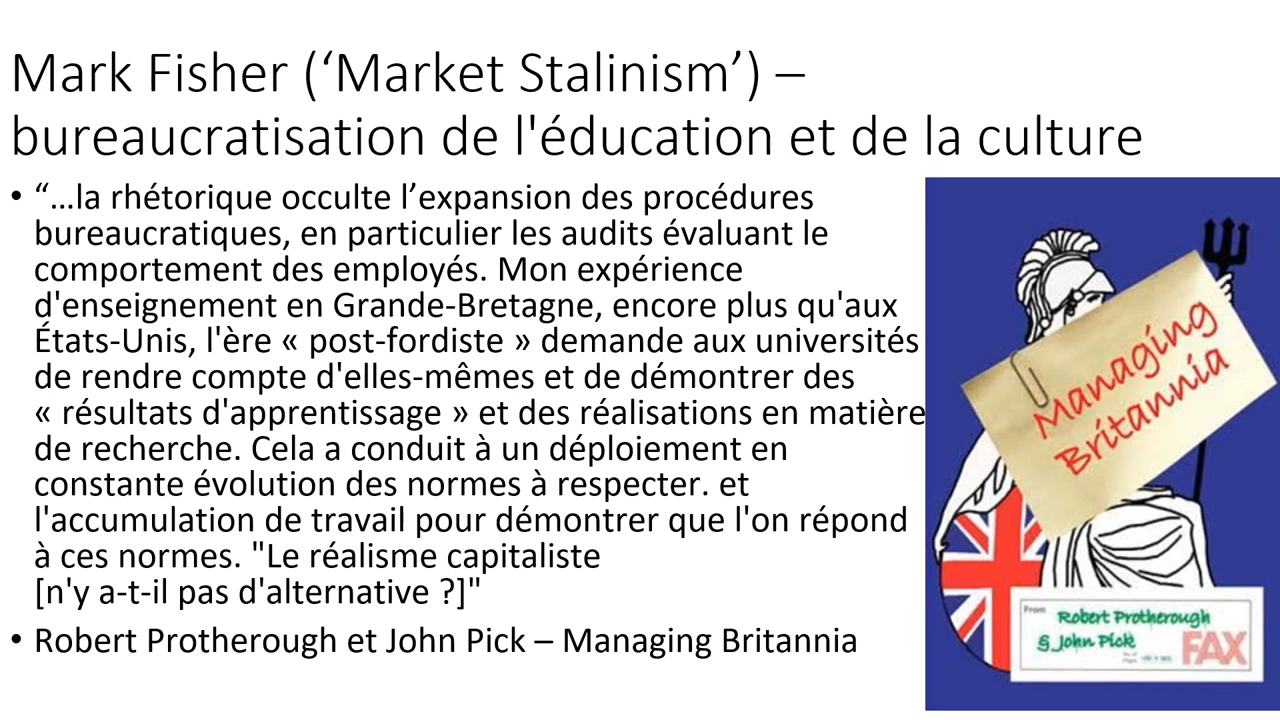 Mark Fisher (‘Market Stalinism’) –
bureaucratisation de l'éducation et de la culture
• “…la rhétorique occulte l’expansion des procédures
bureaucratiques, en particulier les audits évaluant le
comportement des employés. Mon expérience
d'enseignement en Grande-Bretagne, encore plus qu'aux
États-Unis, l'ère « post-fordiste » demande aux universités
de rendre compte d'elles-mêmes et de démontrer des
« résultats d'apprentissage » et des réalisations en matière
de recherche. Cela a conduit à un déploiement en
constante évolution des normes à respecter. et
l'accumulation de travail pour démontrer que l'on répond
à ces normes. "Le réalisme capitaliste
[n'y a-t-il pas d'alternative ?]"
• Robert Protherough et John Pick – Managing Britannia
Managing
Britannia
From
Robert Protherough
& John Pick
FAX